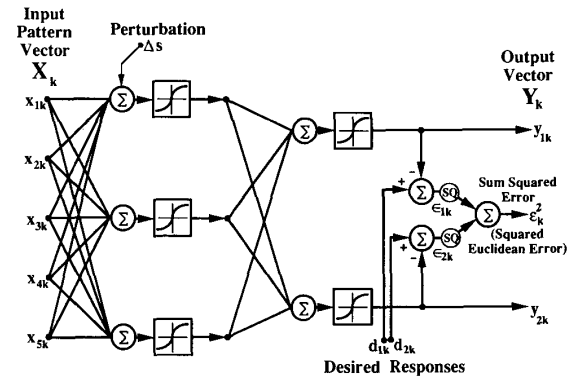 Input
Pattern
Vector
X_k
Perturbation
Δs
Output
Vector
Y_k
x_1k
x_2k
x_3k
x_4k
x_5k
Σ
Σ
Σ
Σ
Σ
y_1k
+
-
Σ
SQ
∈_1k
Sum Squared
Error
Σ
ε_k^2
(Squared
Euclidean Error)
+
-
Σ
SQ
∈_2k
y_2k
d_1k d_2k
Desired Responses